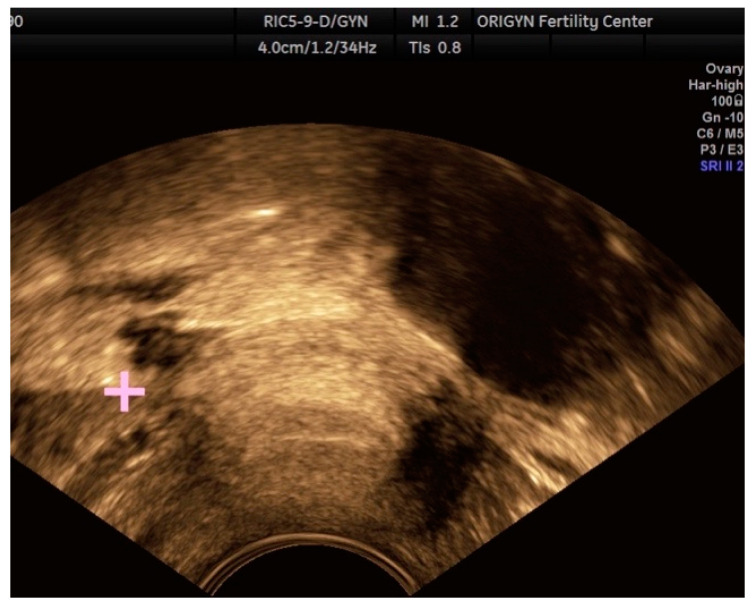 90 RIC5-9-D/GYN MI 1.2 ORIGYN Fertility Center
4.0cm/1.2/34Hz TIs 0.8
Ovary
Har-high
100
Gn -10
C6 / M5
P3 / E3
SRI II 2